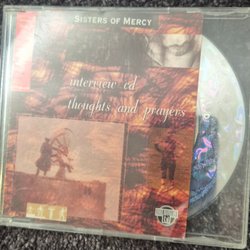 SISTERS OF MERCY
interview cd
thoughts and prayers